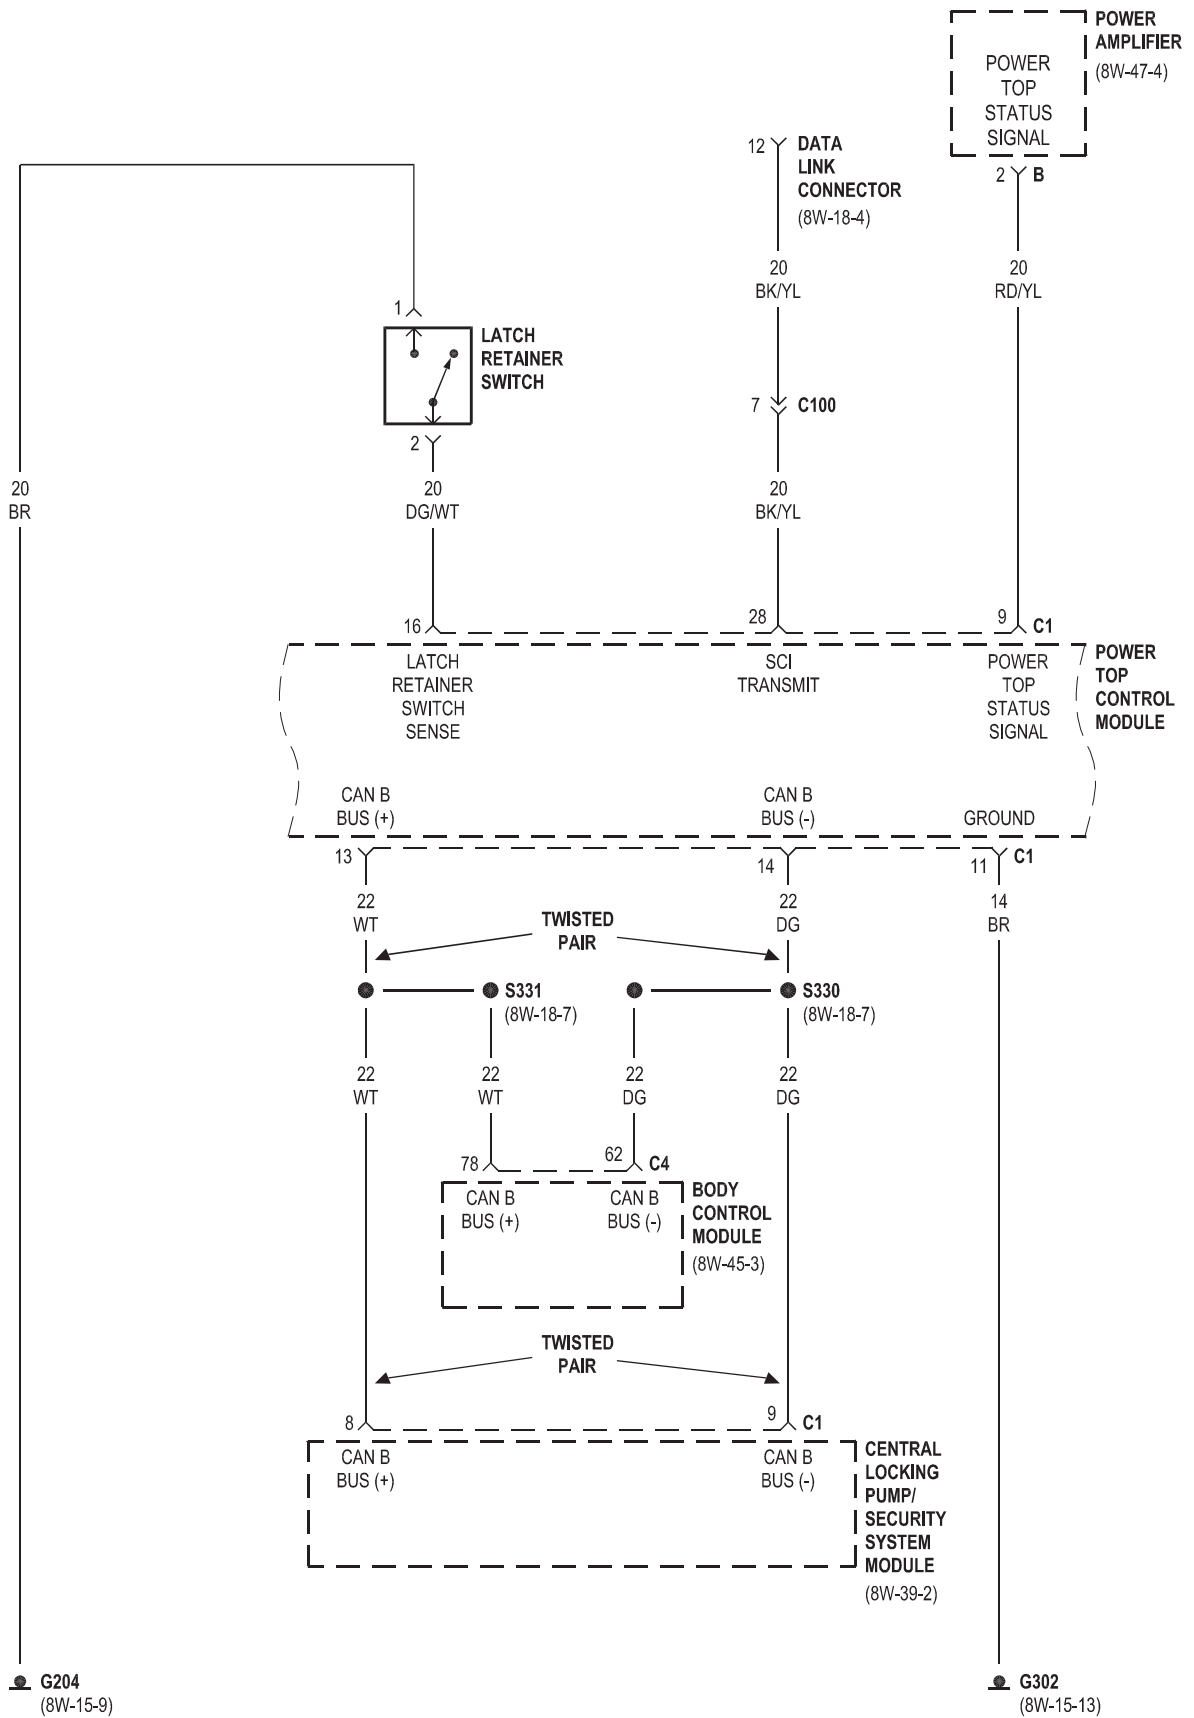 POWER
AMPLIFIER
(8W-47-4)
POWER
TOP
STATUS
SIGNAL
2 B
12 DATA
LINK
CONNECTOR
(8W-18-4)
20
BK/YL
20
RD/YL
1
LATCH
RETAINER
SWITCH
7 C100
2
20
BR
20
DG/WT
20
BK/YL
16
28
9 C1
POWER
TOP
CONTROL
MODULE
LATCH
RETAINER
SWITCH
SENSE
SCI
TRANSMIT
POWER
TOP
STATUS
SIGNAL
CAN B
BUS (+)
CAN B
BUS (-)
GROUND
13
14
11 C1
22
WT
TWISTED
PAIR
22
DG
14
BR
S331
(8W-18-7)
S330
(8W-18-7)
22
WT
22
WT
22
DG
22
DG
78
62 C4
CAN B
BUS (+)
CAN B
BUS (-)
BODY
CONTROL
MODULE
(8W-45-3)
TWISTED
PAIR
8
9 C1
CAN B
BUS (+)
CAN B
BUS (-)
CENTRAL
LOCKING
PUMP/
SECURITY
SYSTEM
MODULE
(8W-39-2)
G204
(8W-15-9)
G302
(8W-15-13)